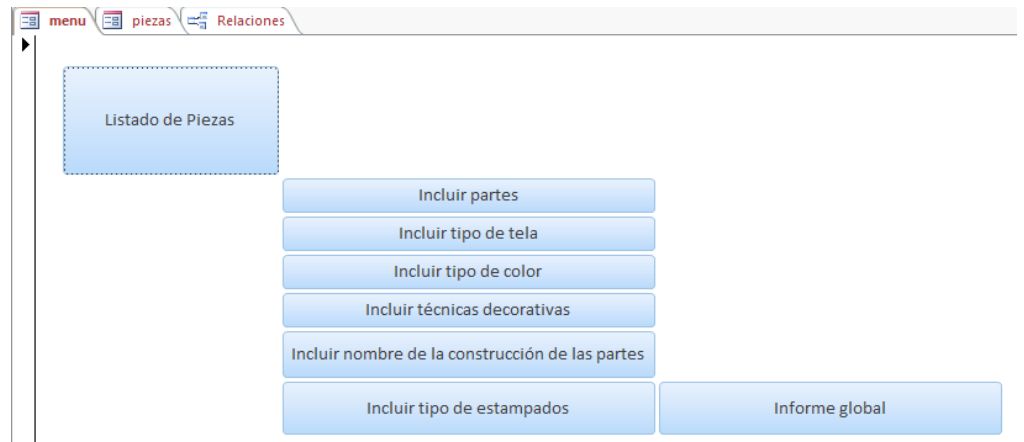 menu piezas Relaciones
Listado de Piezas
Incluir partes
Incluir tipo de tela
Incluir tipo de color
Incluir técnicas decorativas
Incluir nombre de la construcción de las partes
Incluir tipo de estampados Informe global